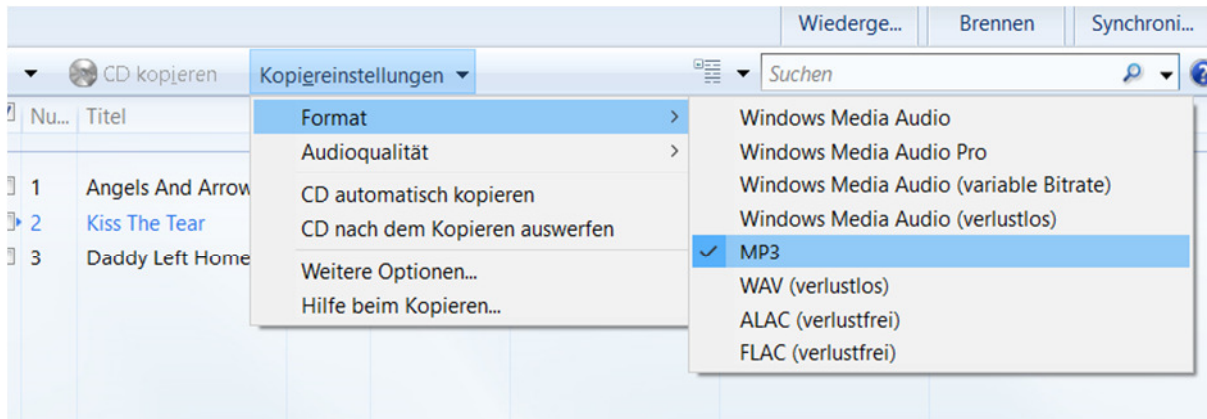 Wiederge... Brennen Synchroni...
CD kopieren Kopiereinstellungen Suchen
Nu... Titel
1 Angels And Arrow
2 Kiss The Tear
3 Daddy Left Home
Format
Audioqualität
CD automatisch kopieren
CD nach dem Kopieren auswerfen
Weitere Optionen...
Hilfe beim Kopieren...
Windows Media Audio
Windows Media Audio Pro
Windows Media Audio (variable Bitrate)
Windows Media Audio (verlustlos)
MP3
WAV (verlustlos)
ALAC (verlustfrei)
FLAC (verlustfrei)